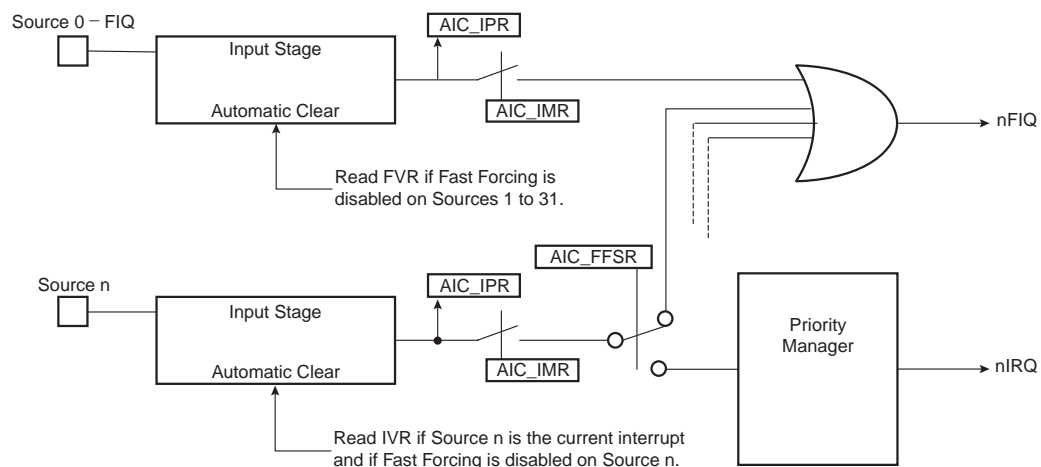 Source 0 – FIQ
AIC_IPR
Input Stage
Automatic Clear
AIC_IMR
nFIQ
Read FVR if Fast Forcing is
disabled on Sources 1 to 31.
AIC_FFSR
Source n
AIC_IPR
Input Stage
Priority
Manager
Automatic Clear
AIC_IMR
nIRQ
Read IVR if Source n is the current interrupt
and if Fast Forcing is disabled on Source n.